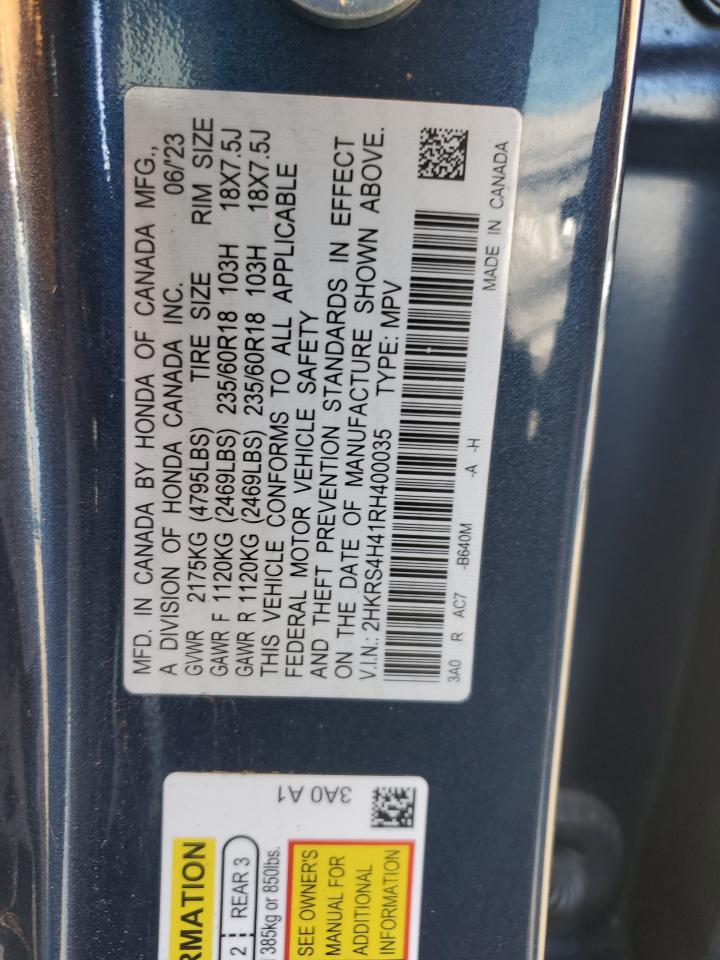 MFD. IN CANADA BY HONDA OF CANADA MFG.,
A DIVISION OF HONDA CANADA INC. 06/'23
GVWR 2175KG (4795LBS) TIRE SIZE RIM SIZE
GAWR F 1120KG (2469LBS) 235/60R18 103H 18X7.5J
GAWR R 1120KG (2469LBS) 235/60R18 103H 18X7.5J
THIS VEHICLE CONFORMS TO ALL APPLICABLE
FEDERAL MOTOR VEHICLE SAFETY
AND THEFT PREVENTION STANDARDS IN EFFECT
ON THE DATE OF MANUFACTURE SHOWN ABOVE.
V.I.N.: 2HKRS4H41RH400035 TYPE: MPV
3A0 R AC7 -B640M -A -H MADE IN CANADA
3A0 A1
RMATION
2 REAR 3
385kg or 850lbs.
SEE OWNER'S
MANUAL FOR
ADDITIONAL
INFORMATION